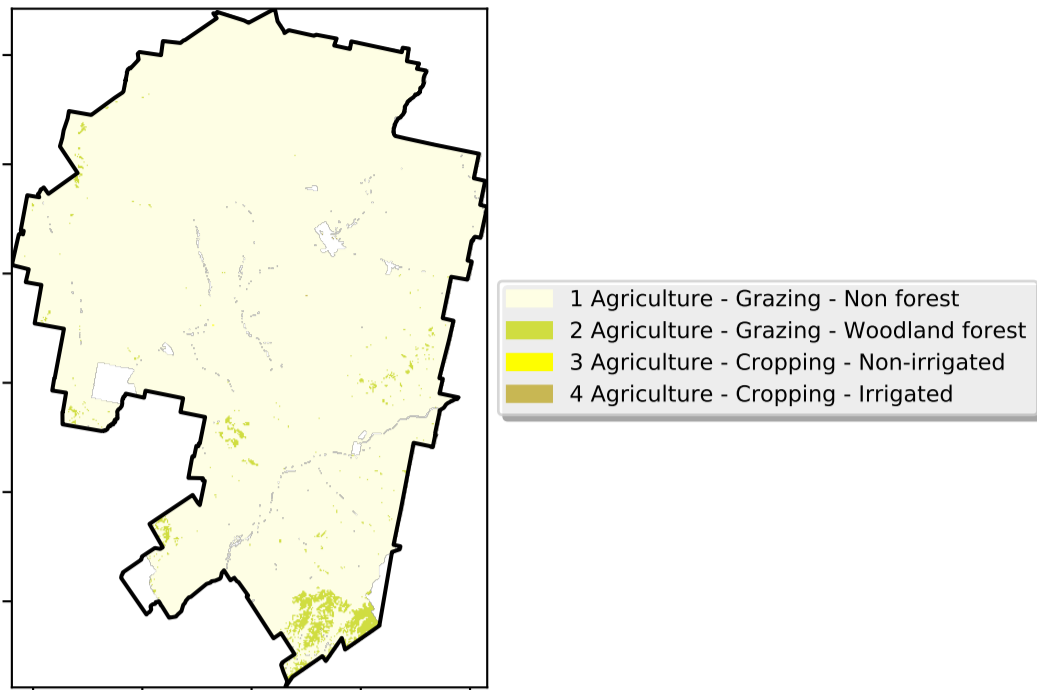 1 Agriculture - Grazing - Non forest
2 Agriculture - Grazing - Woodland forest
3 Agriculture - Cropping - Non-irrigated
4 Agriculture - Cropping - Irrigated